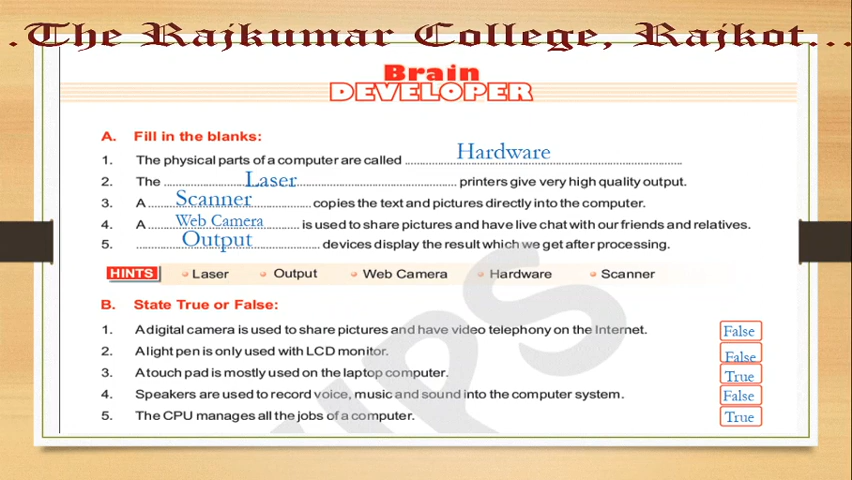 .The Rajkumar College, Rajkot...
Brain
DEVELOPER
A. Fill in the blanks:
1. The physical parts of a computer are called Hardware
2. The Laser printers give very high quality output.
3. A Scanner copies the text and pictures directly into the computer.
4. A Web Camera is used to share pictures and have live chat with our friends and relatives.
5. Output devices display the result which we get after processing.
HINTS • Laser • Output • Web Camera • Hardware • Scanner
B. State True or False:
1. A digital camera is used to share pictures and have video telephony on the Internet. False
2. A light pen is only used with LCD monitor. False
3. A touch pad is mostly used on the laptop computer. True
4. Speakers are used to record voice, music and sound into the computer system. False
5. The CPU manages all the jobs of a computer. True